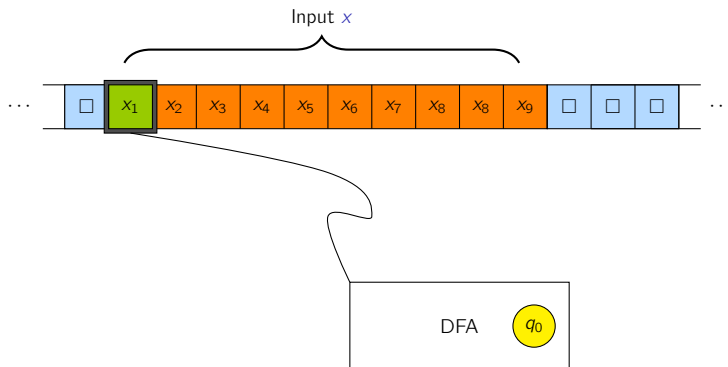 Input x
... □ x₁ x₂ x₃ x₄ x₅ x₆ x₇ x₈ x₈ x₉ □ □ □ ..
DFA q₀